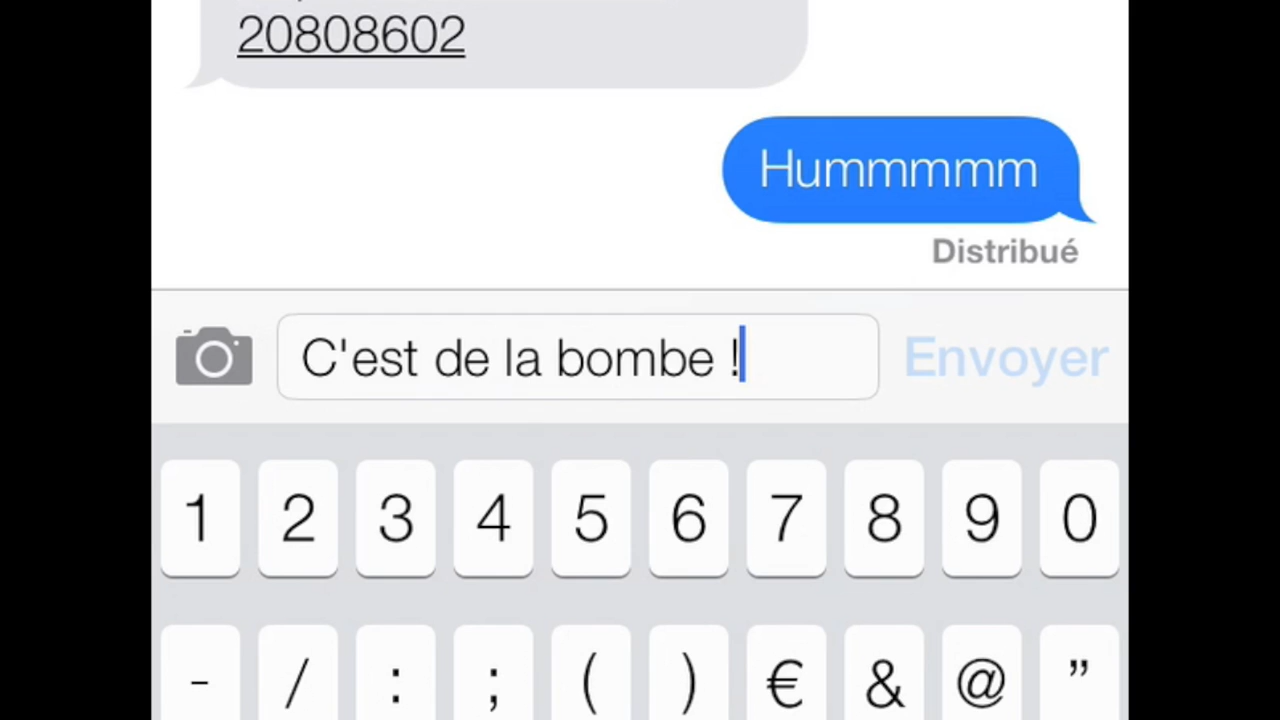 20808602
Hummmmm
Distribué
C'est de la bombe !
Envoyer
1 2 3 4 5 6 7 8 9 0
- / : ; ( ) € & @ ”